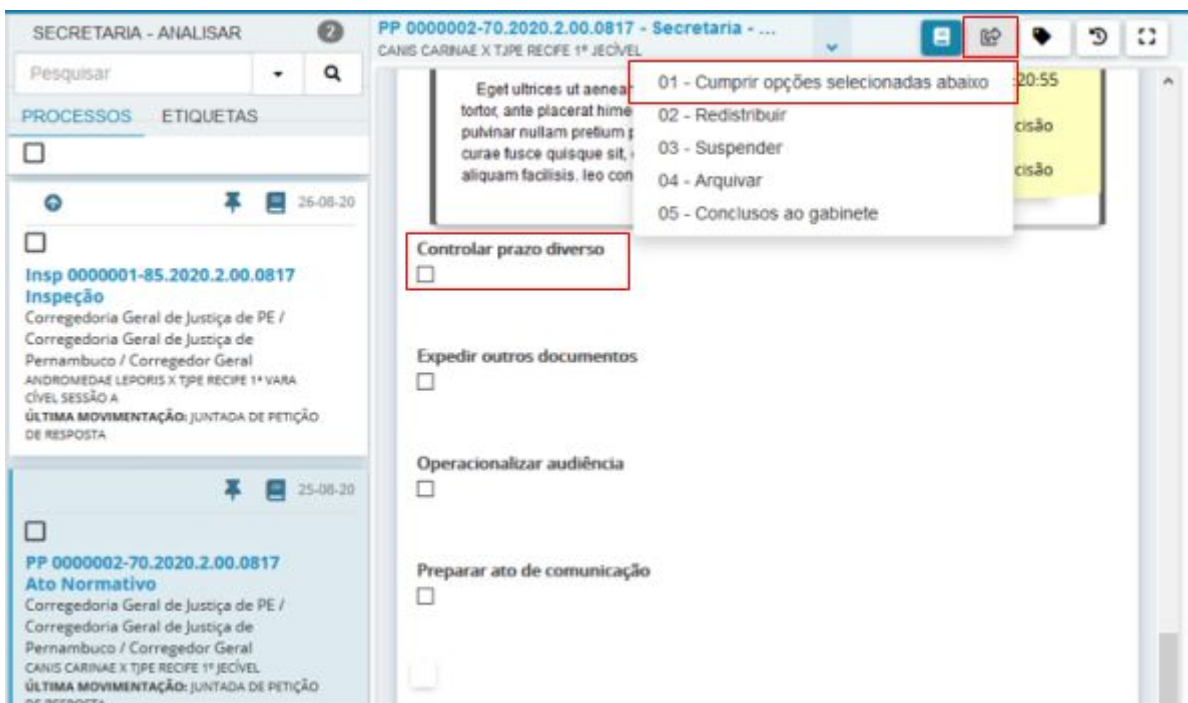 SECRETARIA - ANALISAR 2
Pesquisar
PROCESSOS ETIQUETAS
26-08-20
Insp 0000001-85.2020.2.00.0817
Inspeção
Corregedoria Geral de Justiça de PE /
Corregedoria Geral de Justiça de
Pernambuco / Corregedor Geral
ANDROMEDAE LEPORIS X TJPE RECIFE 1ª VARA
CÍVEL SESSÃO A
ÚLTIMA MOVIMENTAÇÃO: JUNTADA DE PETIÇÃO
DE RESPOSTA
25-08-20
PP 0000002-70.2020.2.00.0817
Ato Normativo
Corregedoria Geral de Justiça de PE /
Corregedoria Geral de Justiça de
Pernambuco / Corregedor Geral
CANIS CARINAE X TJPE RECIFE 1º JECÍVEL
ÚLTIMA MOVIMENTAÇÃO: JUNTADA DE PETIÇÃO
DE RESPOSTA
PP 0000002-70.2020.2.00.0817 - Secretaria - ...
CANIS CARINAE X TJPE RECIFE 1º JECÍVEL
Eget ultrices ut aenean
tortor, ante placerat hime
pulvinar nullam pretium p
curae fusce quisque sit,
aliquam facilisis. leo con
01 - Cumprir opções selecionadas abaixo
02 - Redistribuir
03 - Suspender
04 - Arquivar
05 - Conclusos ao gabinete
20:55
cisão
cisão
Controlar prazo diverso
Expedir outros documentos
Operacionalizar audiência
Preparar ato de comunicação